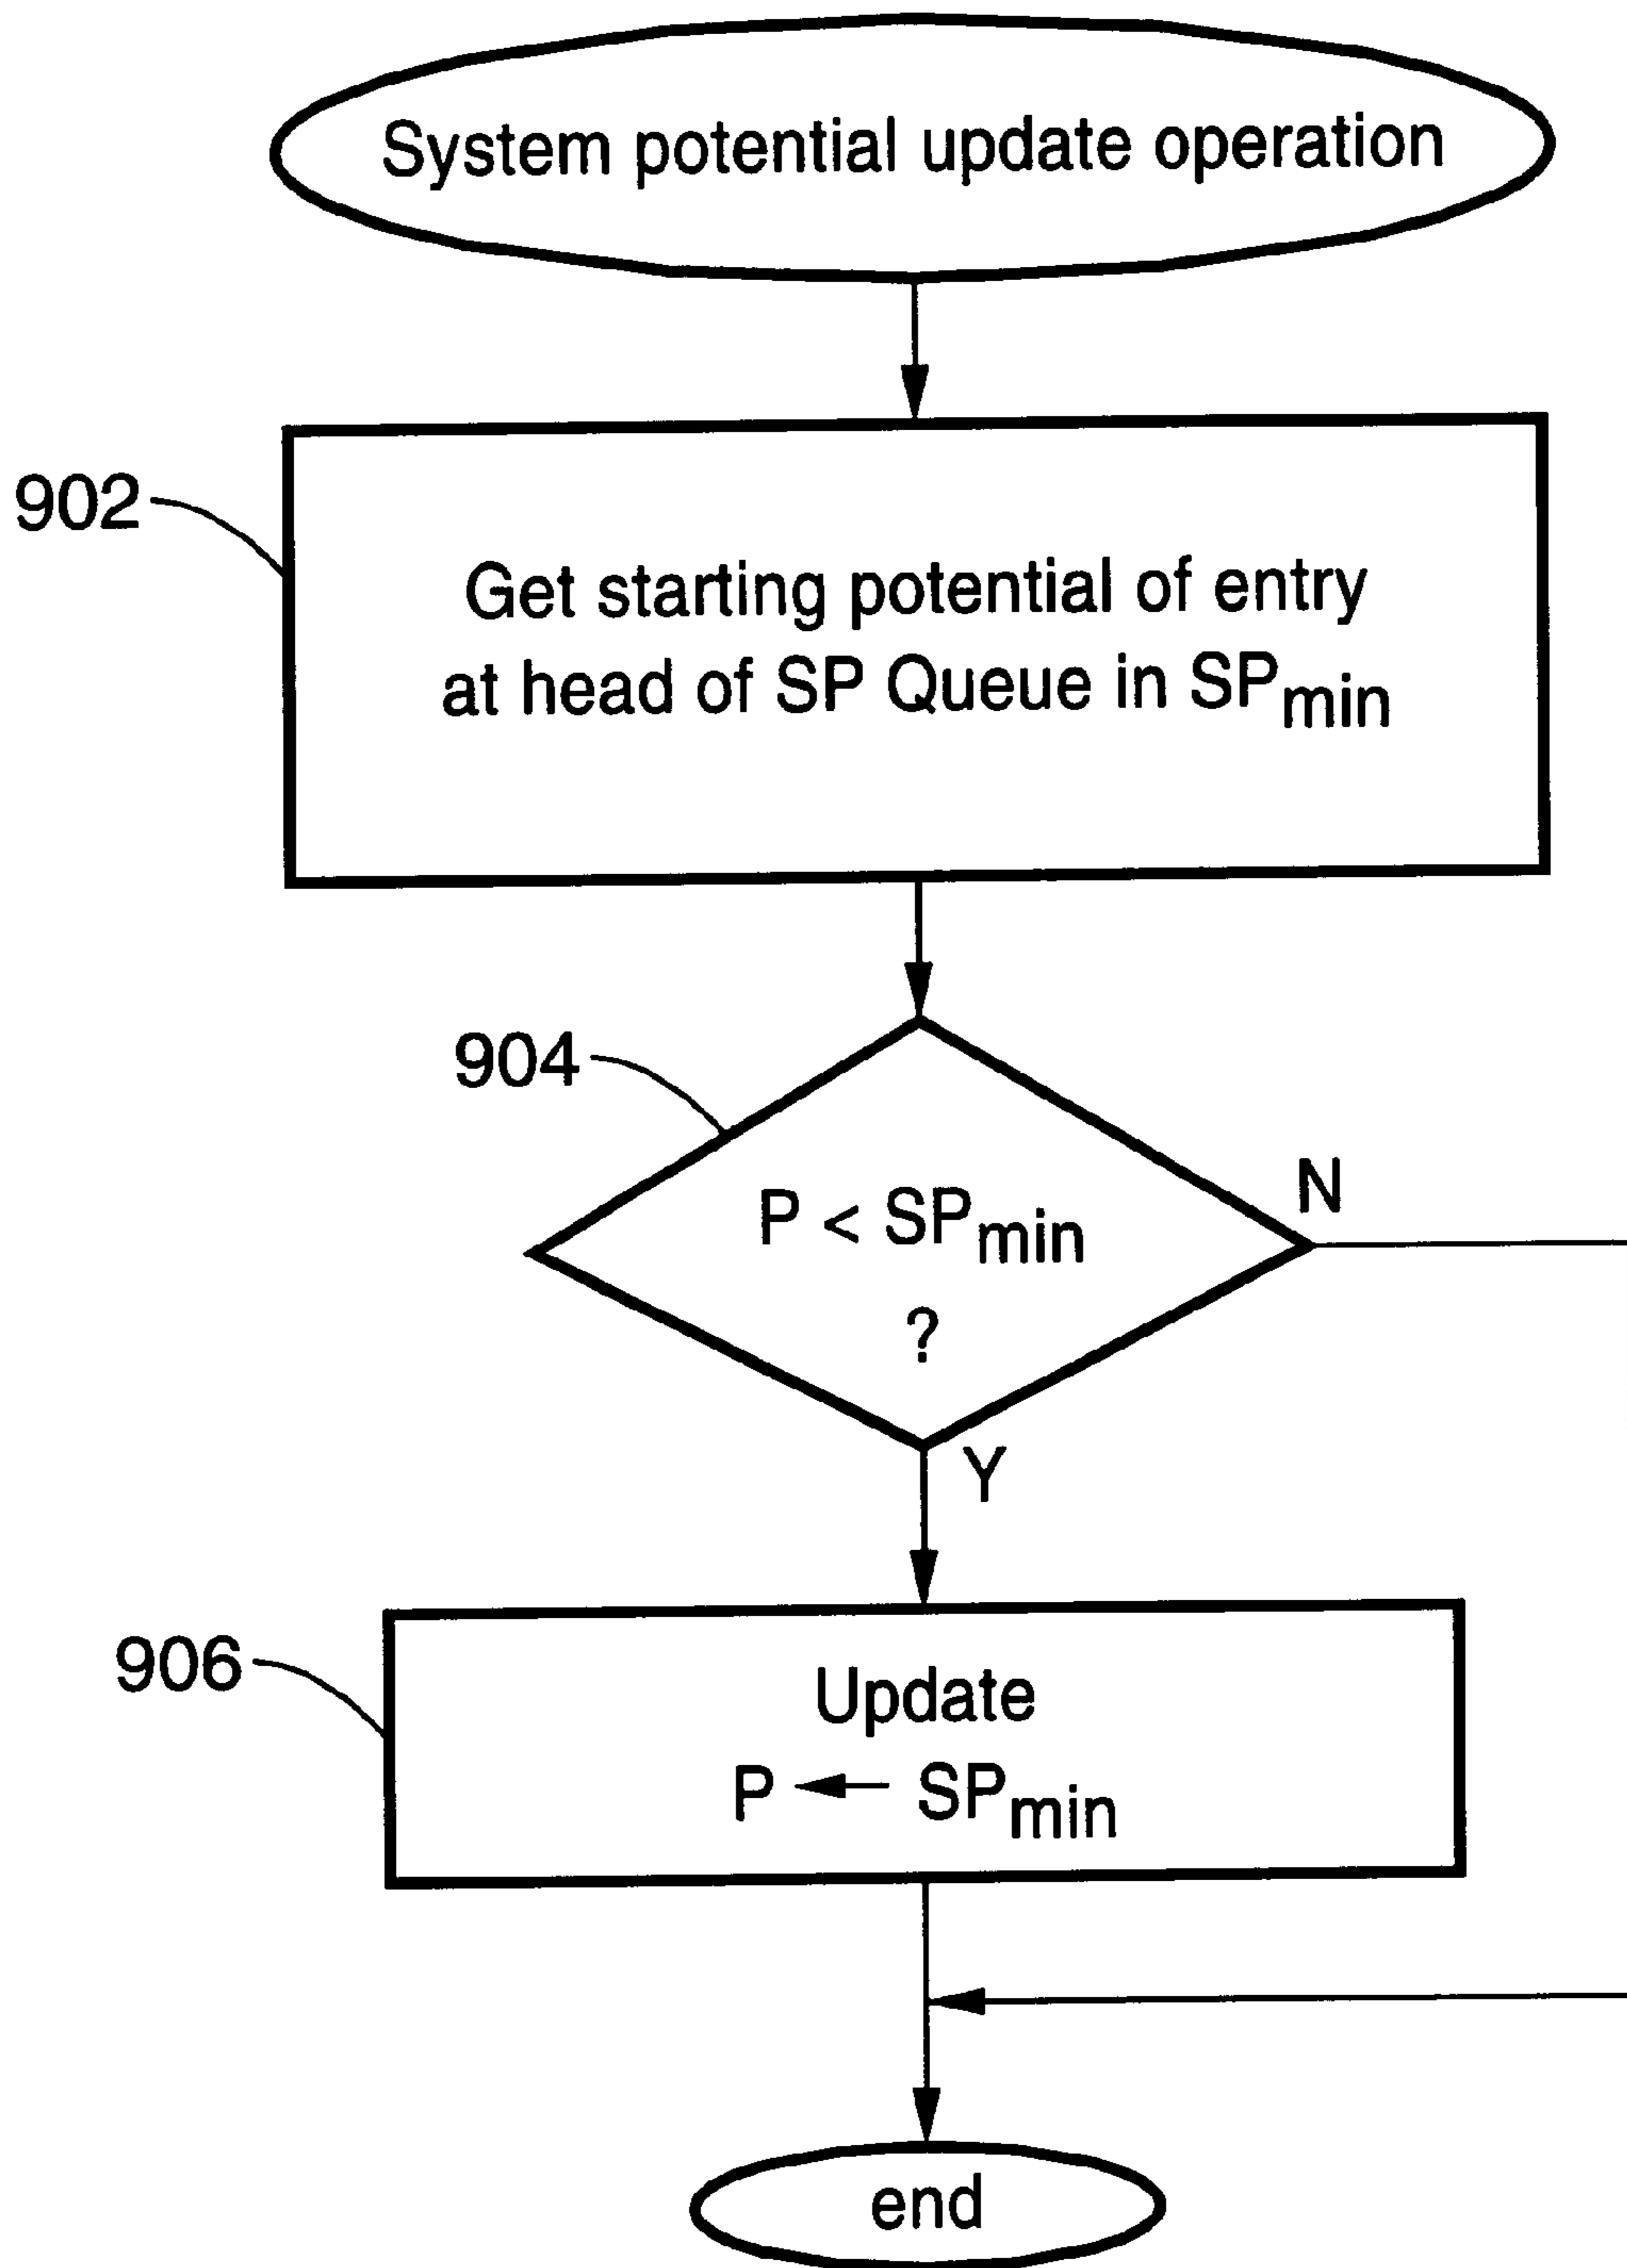 System potential update operation
902
Get starting potential of entry
at head of SP Queue in SPmin
904
P < SPmin
?
N
Y
906
Update
P ← SPmin
end